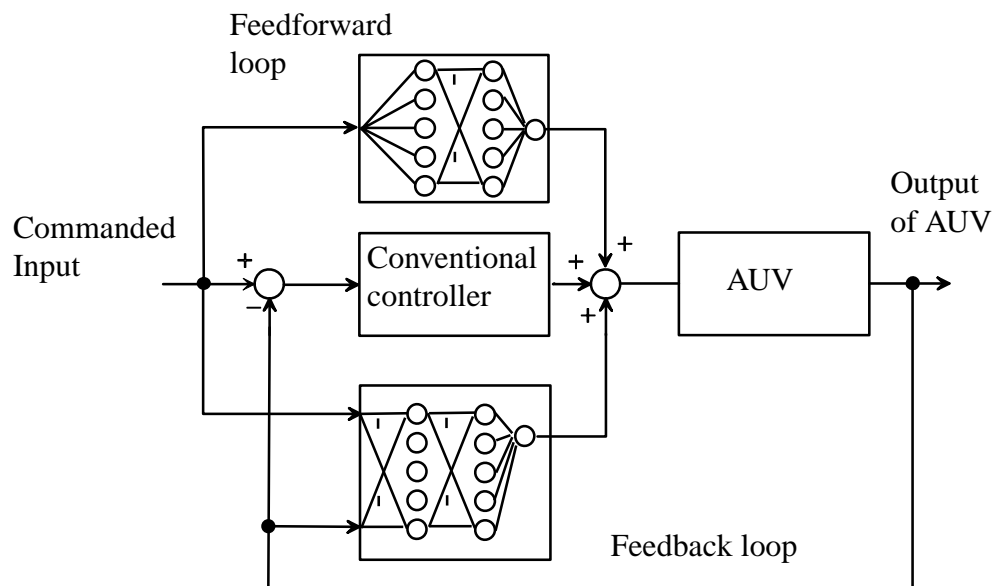 Feedforward
loop
Commanded
Input
+
−
Conventional
controller
+
+
+
AUV
Output
of AUV
Feedback loop